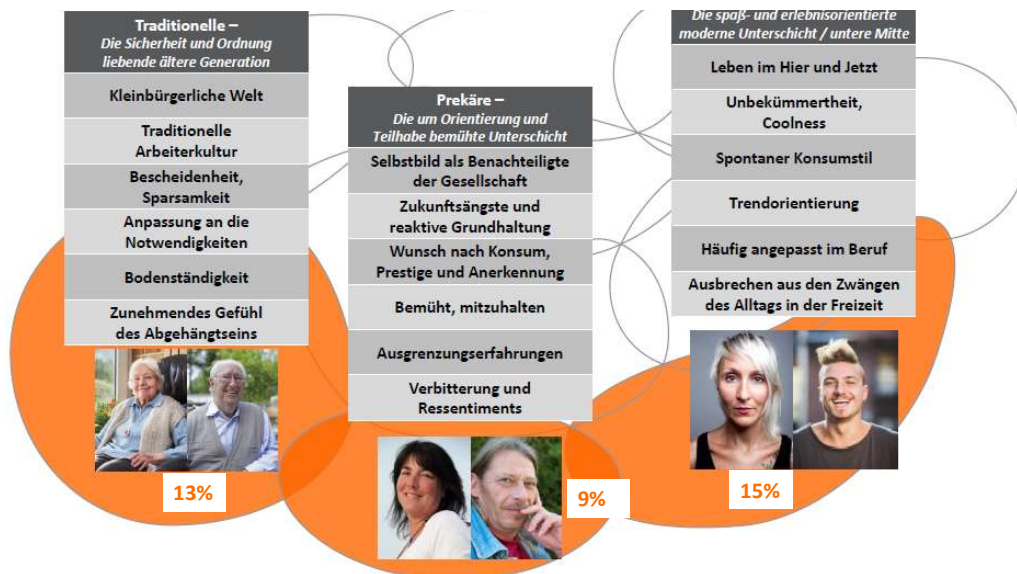 Traditionelle –
Die Sicherheit und Ordnung
liebende ältere Generation
Kleinbürgerliche Welt
Traditionelle
Arbeiterkultur
Bescheidenheit,
Sparsamkeit
Anpassung an die
Notwendigkeiten
Bodenständigkeit
Zunehmendes Gefühl
des Abgehängtseins
13%
Prekäre –
Die um Orientierung und
Teilhabe bemühte Unterschicht
Selbstbild als Benachteiligte
der Gesellschaft
Zukunftsängste und
reaktive Grundhaltung
Wunsch nach Konsum,
Prestige und Anerkennung
Bemüht, mitzuhalten
Ausgrenzungserfahrungen
Verbitterung und
Ressentiments
9%
Die spaß- und erlebnisorientierte
moderne Unterschicht / untere Mitte
Leben im Hier und Jetzt
Unbekümmertheit,
Coolness
Spontaner Konsumstil
Trendorientierung
Häufig angepasst im Beruf
Ausbrechen aus den Zwängen
des Alltags in der Freizeit
15%